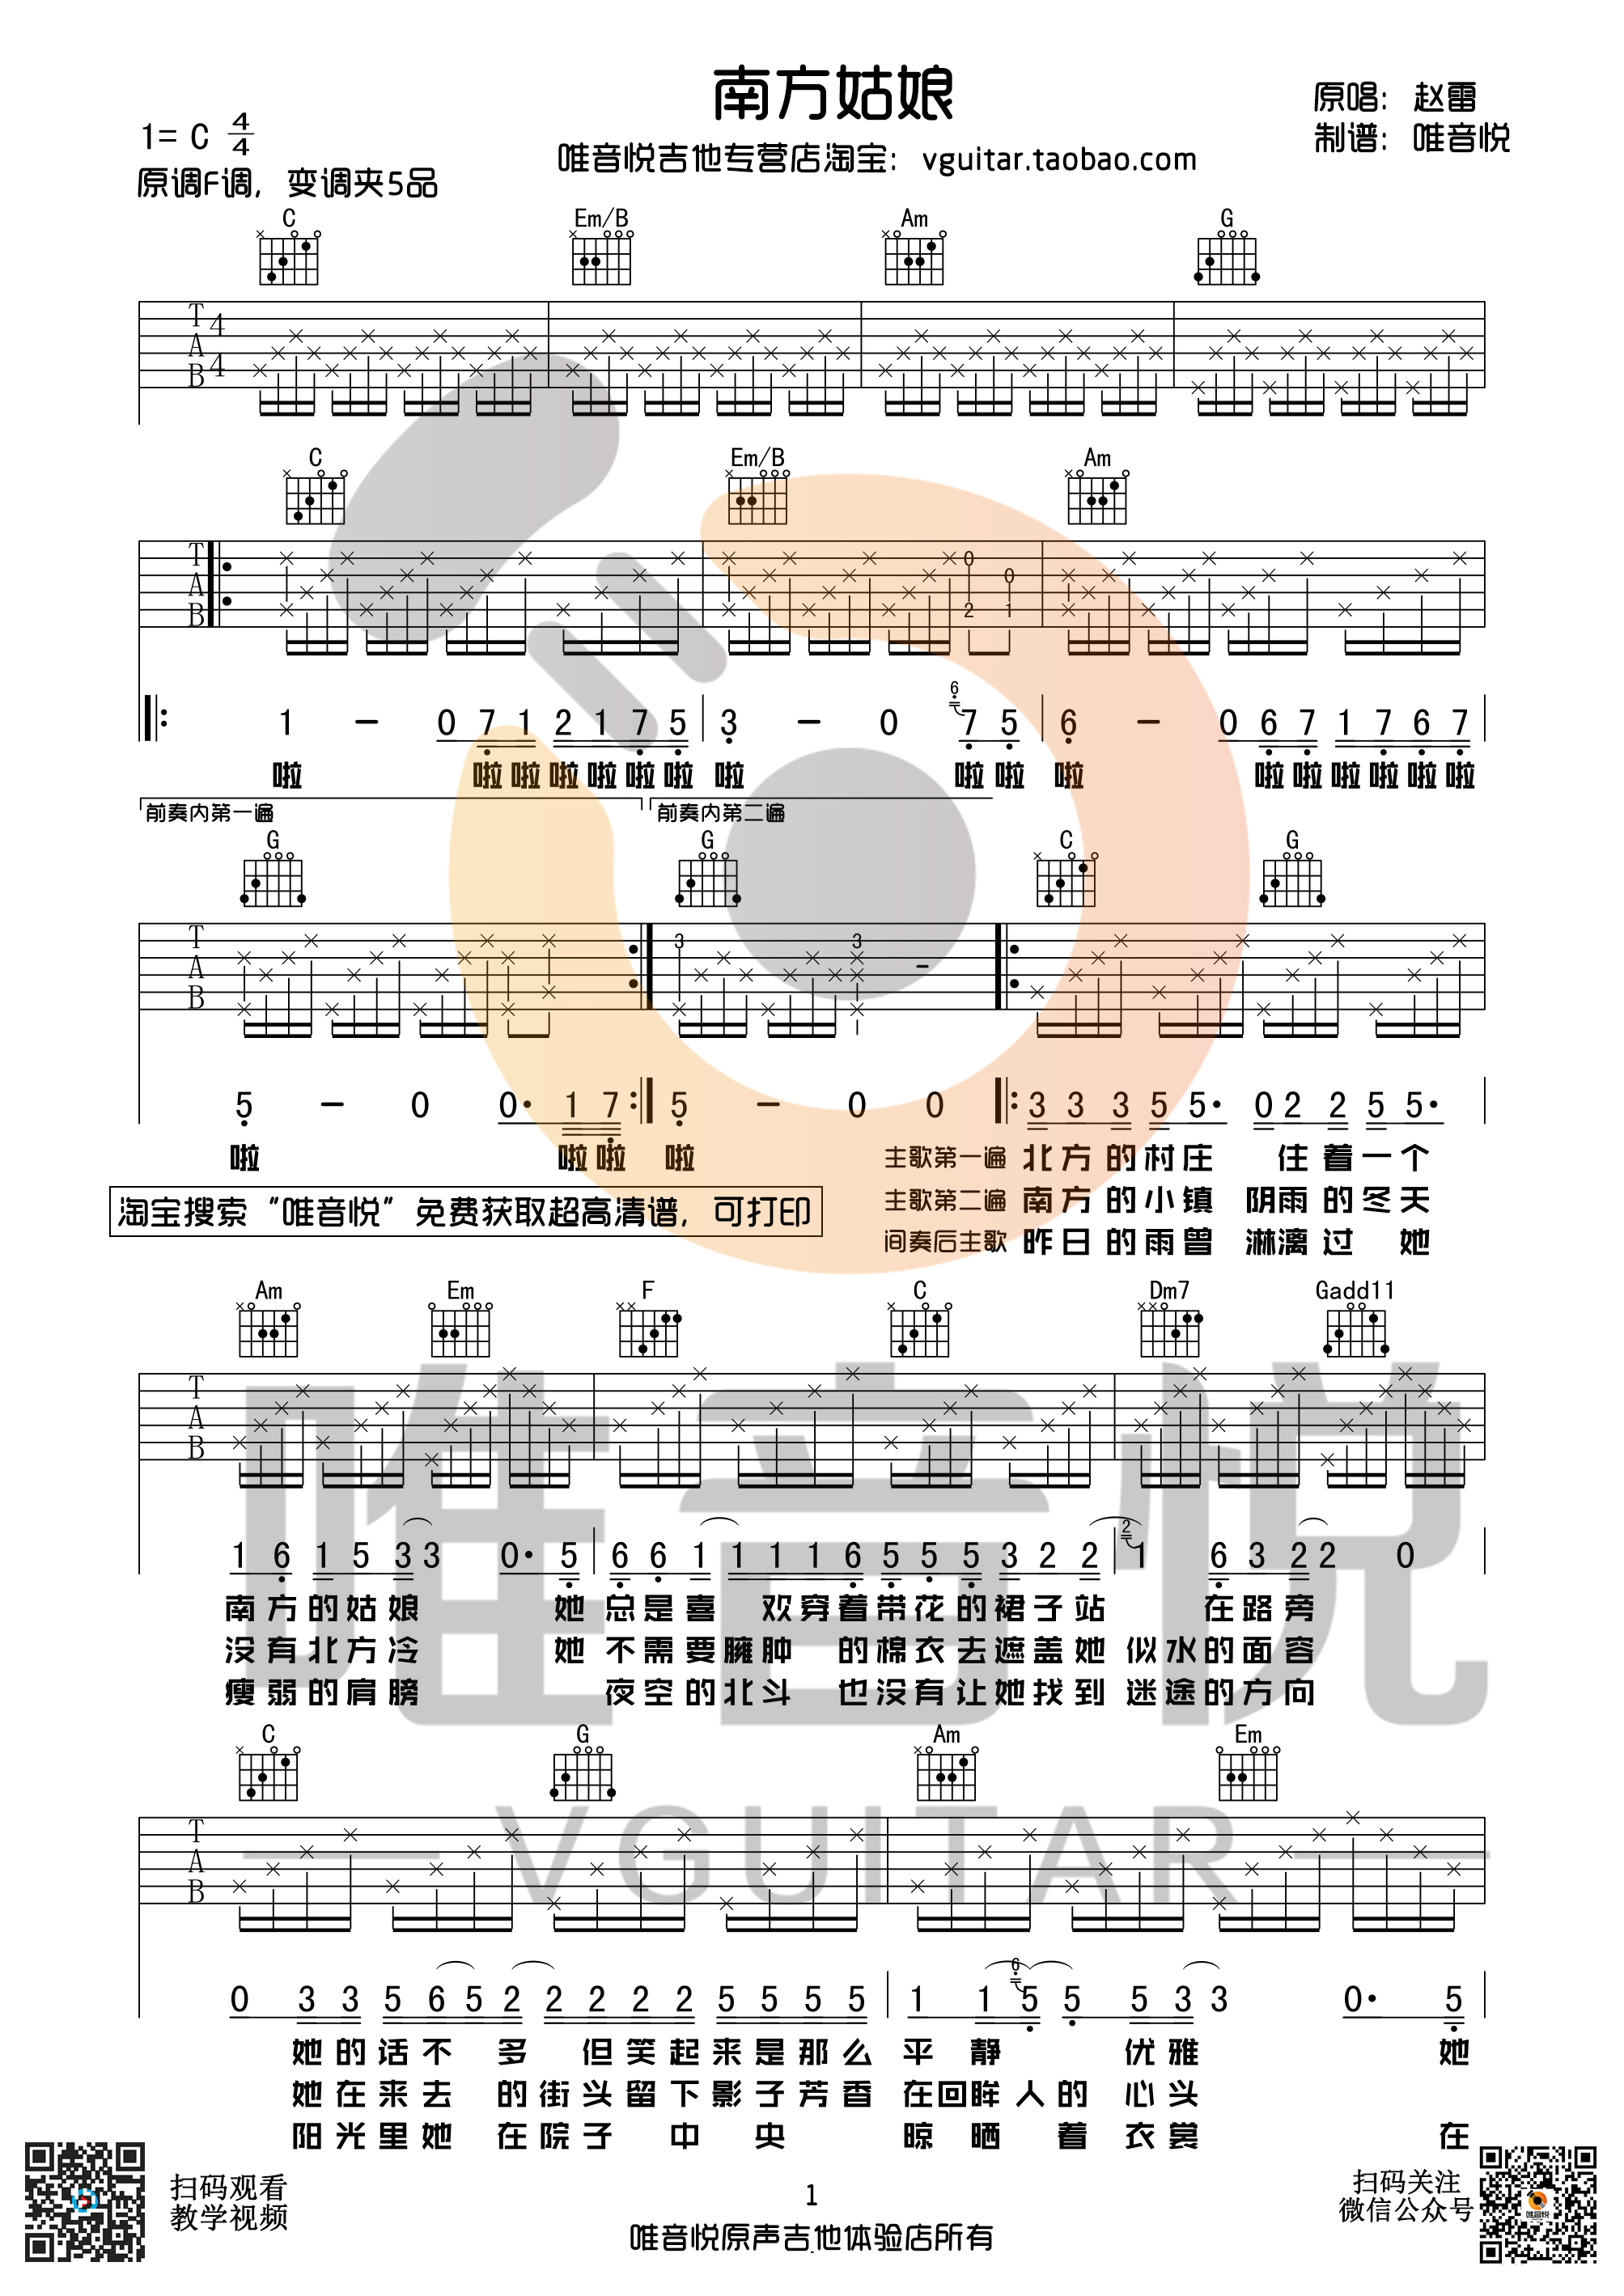 南方姑娘
原唱：赵雷
制谱：唯音悦
1= C 4/4
唯音悦吉他专营店淘宝：vguitar.taobao.com
原调F调，变调夹5品
C Em/B Am G
T A B 4 4
C Em/B Am
T A B 0 2 0 1
1 – 0 7 1 2 1 7 5 3 – 0 6 7 5 6 – 0 6 7 1 7 6 7
啦 啦 啦 啦 啦 啦 啦 啦 啦 啦 啦 啦 啦 啦 啦 啦 啦
前奏内第一遍 前奏内第二遍
G G C G
T A B 3 3 –
5 – 0 0· 1 7 5 – 0 0 3 3 3 5 5· 0 2 2 5 5·
啦 啦 啦 啦 主歌第一遍 北 方 的 村 庄 住 着 一 个
淘宝搜索“唯音悦”免费获取超高清谱，可打印
主歌第二遍 南 方 的 小 镇 阴 雨 的 冬 天
间奏后主歌 昨 日 的 雨 曾 淋 漓 过 她
Am Em F C Dm7 Gadd11
T A B
1 6 1 5 3 3 0· 5 6 6 1 1 1 1 6 5 5 5 3 2 2 2 1 6 3 2 2 0
南 方 的 姑 娘 她 总 是 喜 欢 穿 着 带 花 的 裙 子 站 在 路 旁
没 有 北 方 冷 她 不 需 要 臃 肿 的 棉 衣 去 遮 盖 她 似 水 的 面 容
瘦 弱 的 肩 膀 夜 空 的 北 斗 也 没 有 让 她 找 到 迷 途 的 方 向
唯音悦
C G Am Em
T A B
VGUITAR
0 3 3 5 6 5 2 2 2 2 2 5 5 5 5 1 1 6 5 5 5 3 3 0· 5
她 的 话 不 多 但 笑 起 来 是 那 么 平 静 优 雅 她
她 在 来 去 的 街 头 留 下 影 子 芳 香 在 回 眸 人 的 心 头
阳 光 里 她 在 院 子 中 央 晾 晒 着 衣 裳 在
扫码观看
教学视频
1
唯音悦原声吉他体验店所有
扫码关注
微信公众号
唯音悦